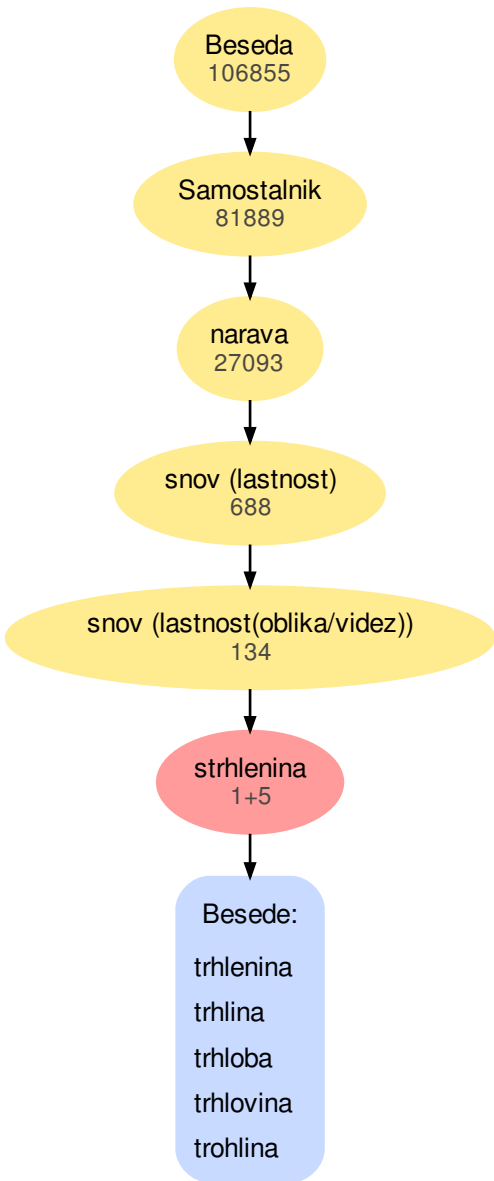 Beseda
106855
Samostalnik
81889
narava
27093
snov (lastnost)
688
snov (lastnost(oblika/videz))
134
strhlenina
1+5
Besede:
trhlenina
trhlina
trhloba
trhlovina
trohlina